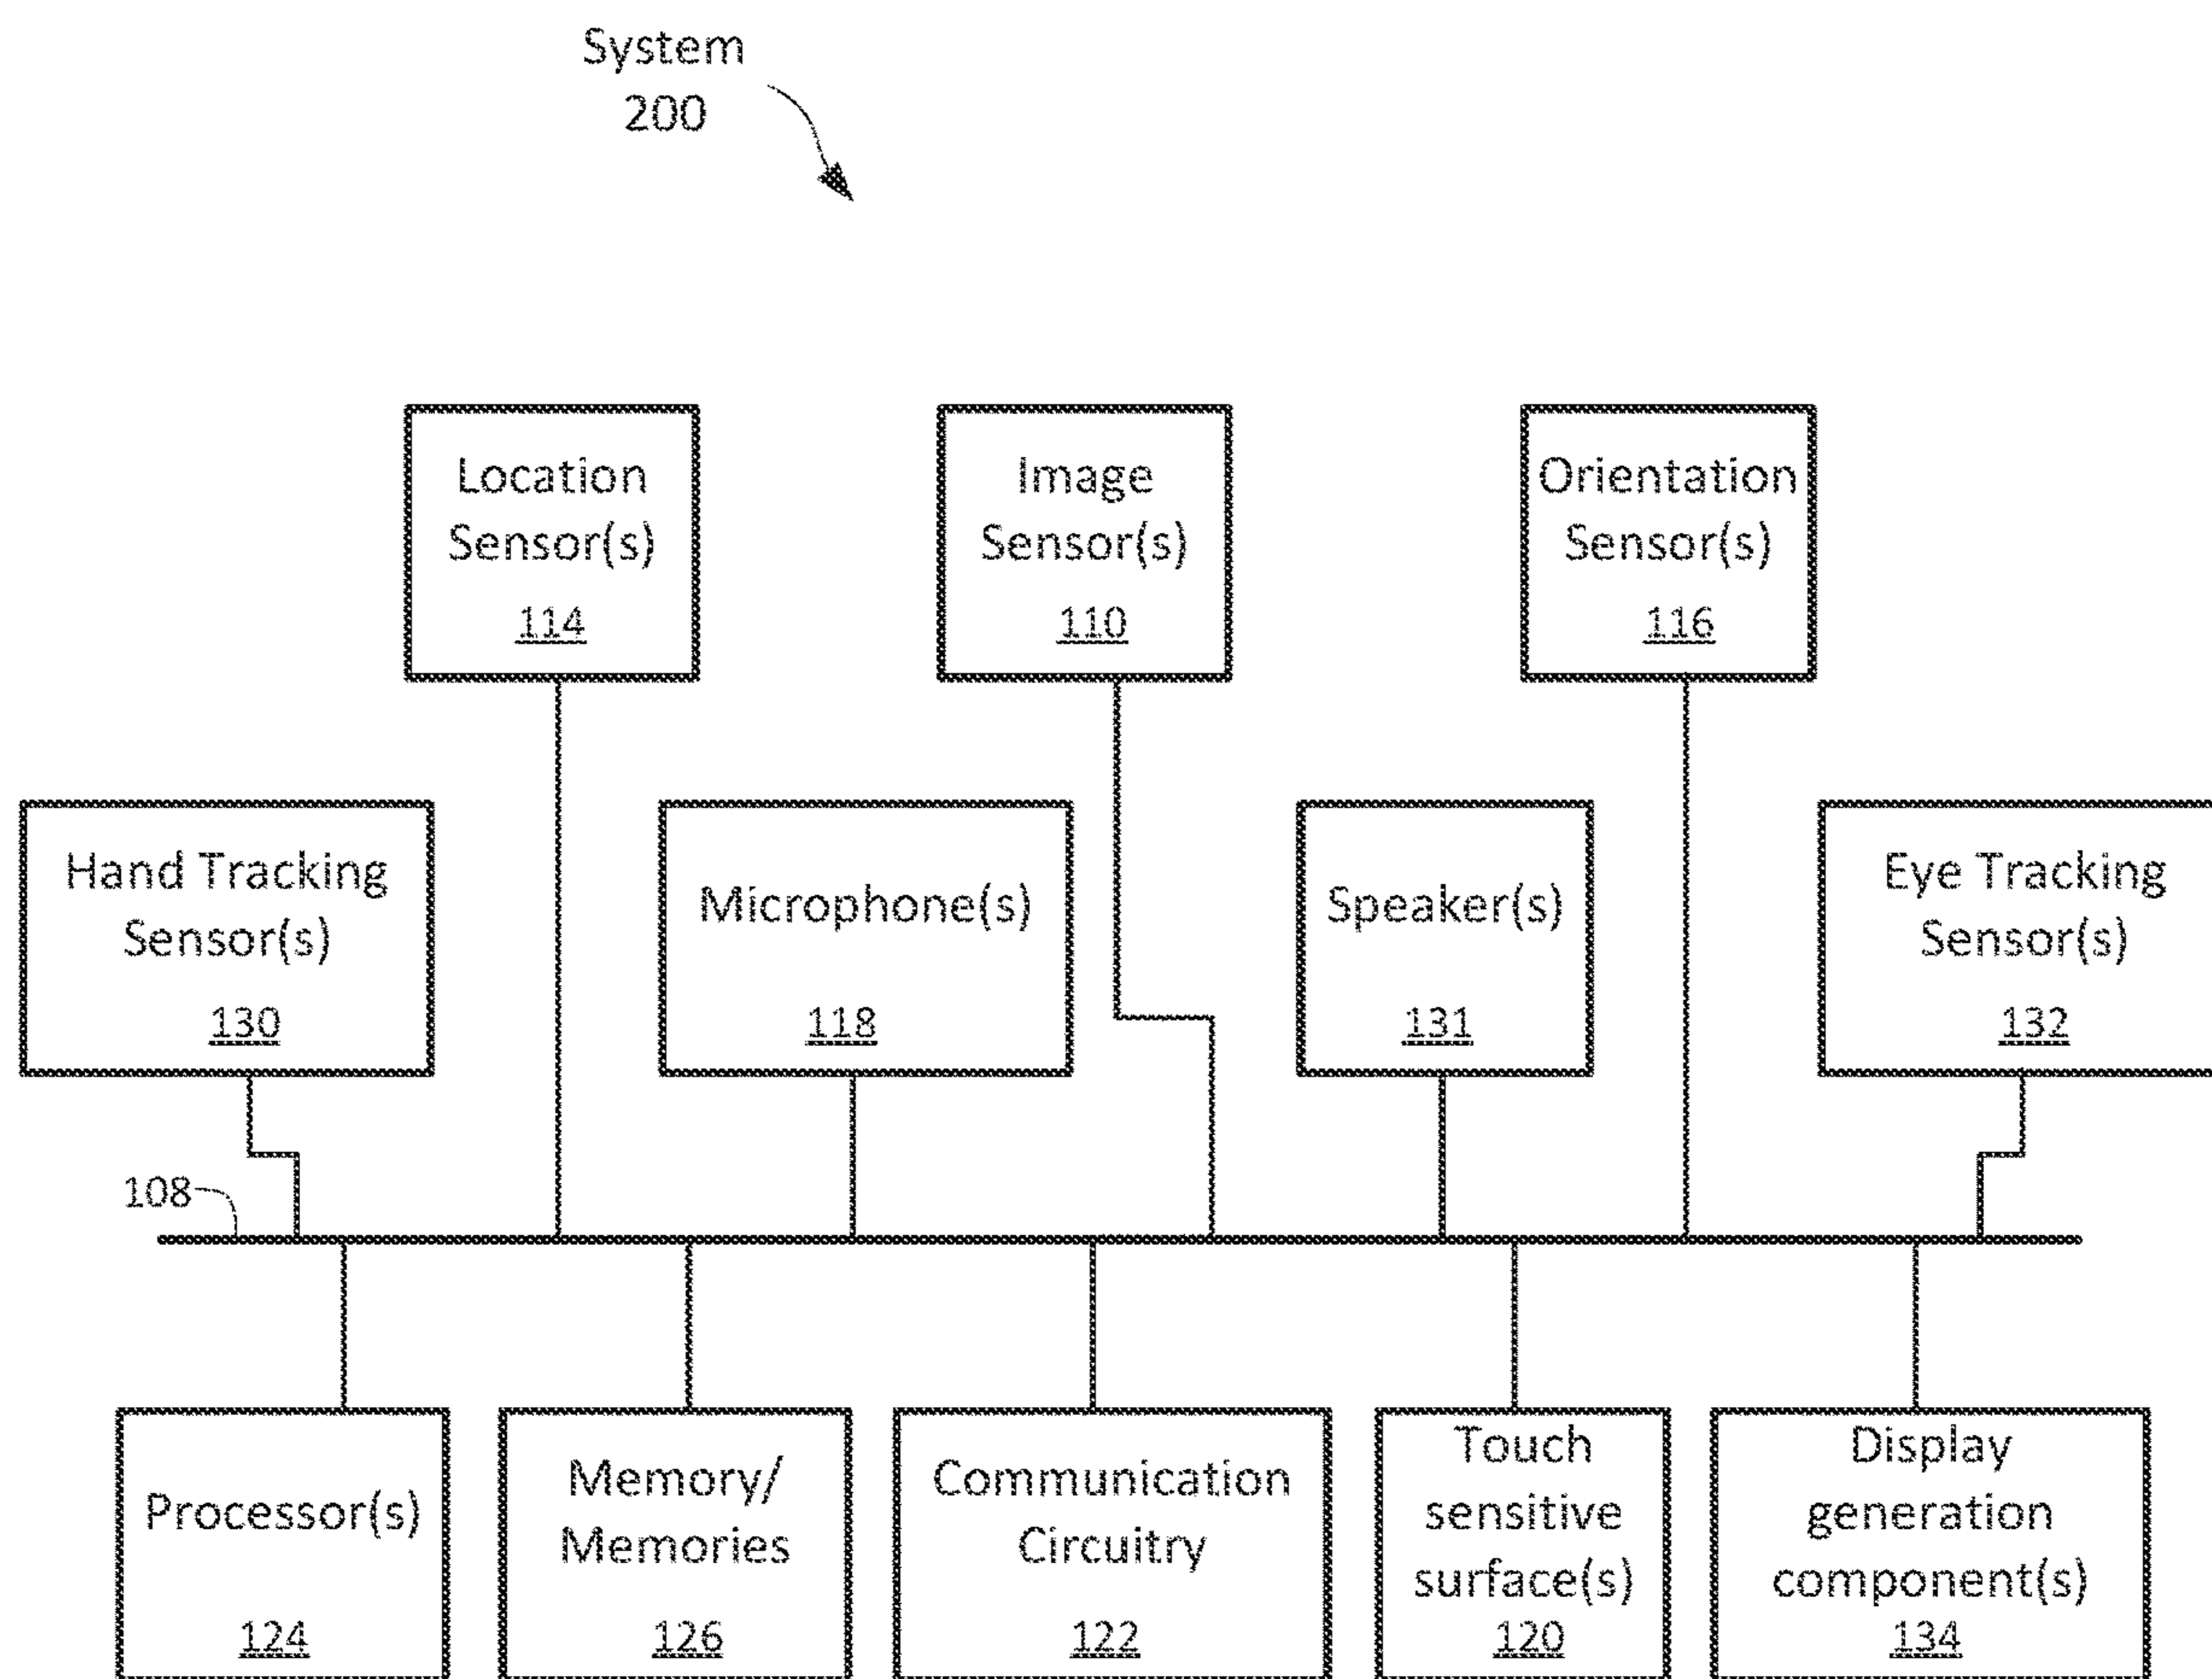 System
200
Location
Sensor(s)
114
Image
Sensor(s)
110
Orientation
Sensor(s)
116
Hand Tracking
Sensor(s)
130
Microphone(s)
118
Speaker(s)
131
Eye Tracking
Sensor(s)
132
108
Processor(s)
124
Memory/
Memories
126
Communication
Circuitry
122
Touch
sensitive
surface(s)
120
Display
generation
component(s)
134